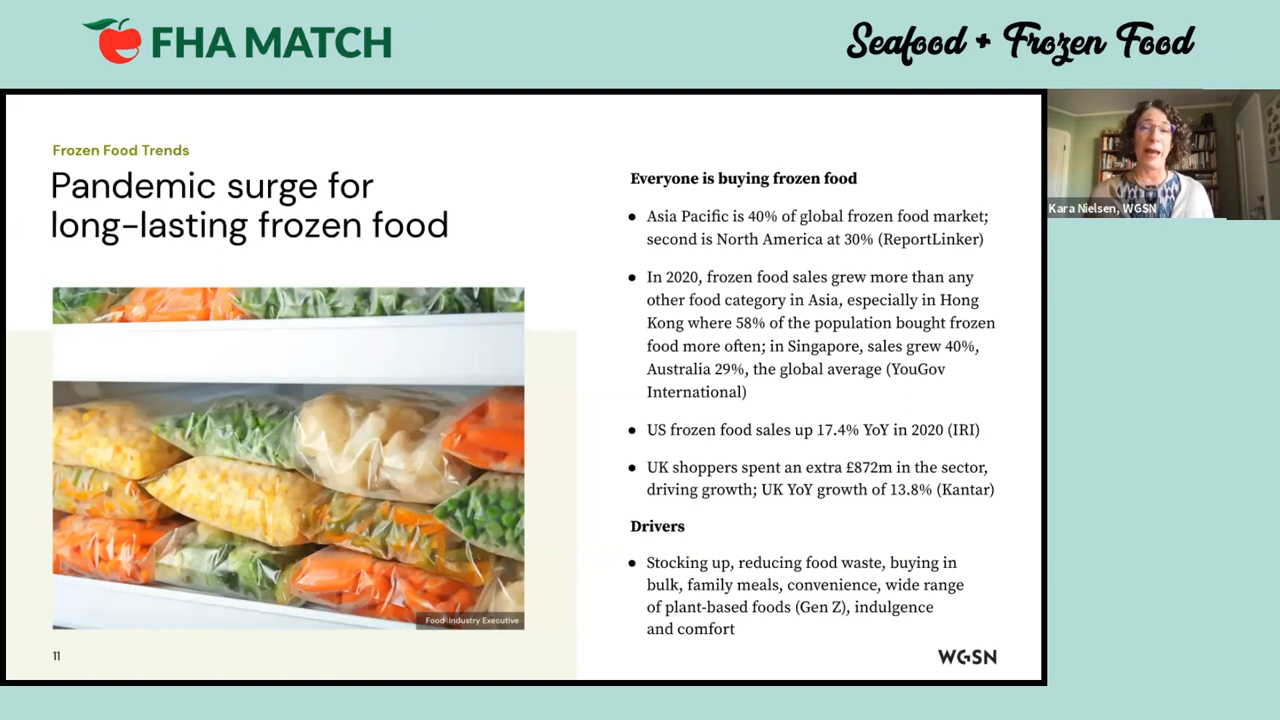 FHA MATCH
Seafood + Frozen Food
Frozen Food Trends
Pandemic surge for
long-lasting frozen food
Food Industry Executive
11
Everyone is buying frozen food
● Asia Pacific is 40% of global frozen food market;
second is North America at 30% (ReportLinker)
● In 2020, frozen food sales grew more than any
other food category in Asia, especially in Hong
Kong where 58% of the population bought frozen
food more often; in Singapore, sales grew 40%,
Australia 29%, the global average (YouGov
International)
● US frozen food sales up 17.4% YoY in 2020 (IRI)
● UK shoppers spent an extra £872m in the sector,
driving growth; UK YoY growth of 13.8% (Kantar)
Drivers
● Stocking up, reducing food waste, buying in
bulk, family meals, convenience, wide range
of plant-based foods (Gen Z), indulgence
and comfort
WGSN
Kara Nielsen, WGSN